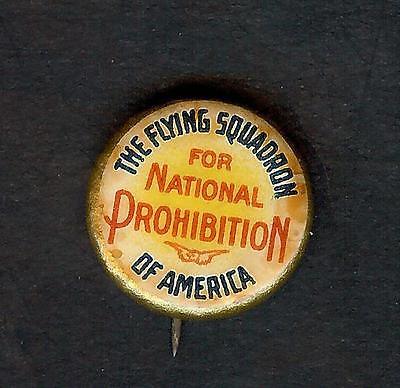 THE FLYING SQUADRON
FOR
NATIONAL
PROHIBITION
OF AMERICA